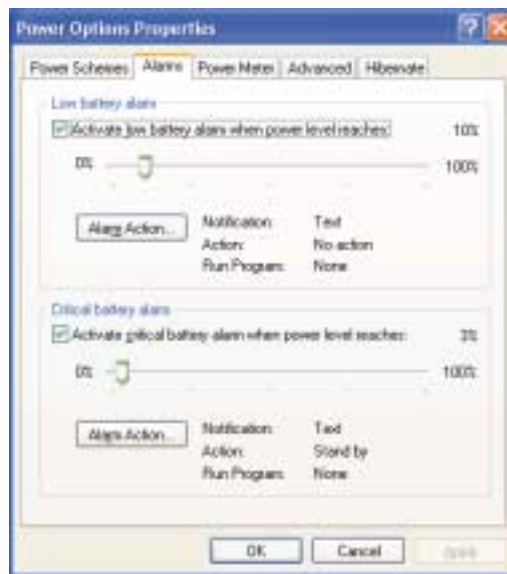 Power Options Properties
Power Schemes Alarms Power Meter Advanced Hibernate
Low battery alarm
Activate low battery alarm when power level reaches: 10%
0% 100%
Alarm Action... Notification: Text
Action: No action
Run Program: None
Critical battery alarm
Activate critical battery alarm when power level reaches: 3%
0% 100%
Alarm Action... Notification: Text
Action: Stand by
Run Program: None
OK Cancel Apply